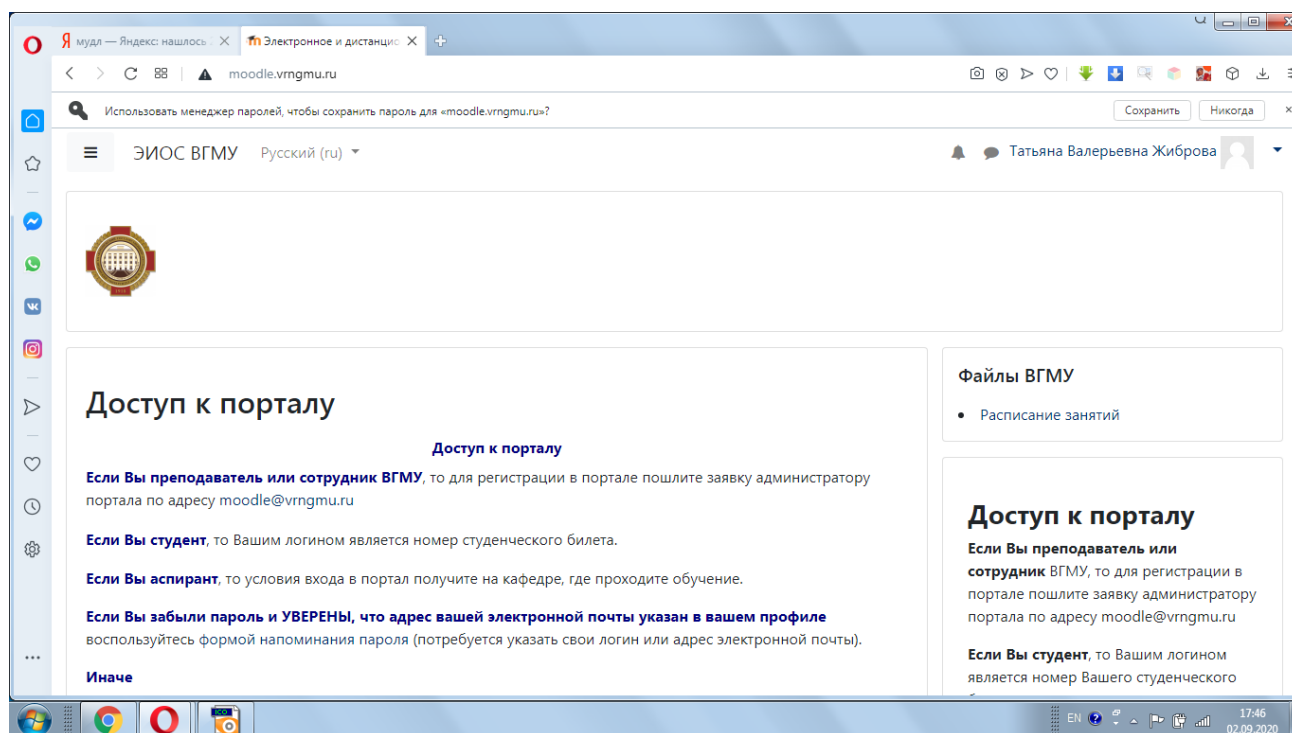 Я мудл — Яндекс: нашлось
Электронное и дистанцио
moodle.vrngmu.ru
Использовать менеджер паролей, чтобы сохранить пароль для «moodle.vrngmu.ru»?
Сохранить
Никогда
ЭИОС ВГМУ
Русский (ru)
Татьяна Валерьевна Жиброва
Доступ к порталу
Доступ к порталу
Если Вы преподаватель или сотрудник ВГМУ, то для регистрации в портале пошлите заявку администратору
портала по адресу moodle@vrngmu.ru
Если Вы студент, то Вашим логином является номер студенческого билета.
Если Вы аспирант, то условия входа в портал получите на кафедре, где проходите обучение.
Если Вы забыли пароль и УВЕРЕНЫ, что адрес вашей электронной почты указан в вашем профиле
воспользуйтесь формой напоминания пароля (потребуется указать свои логин или адрес электронной почты).
Иначе
Файлы ВГМУ
Расписание занятий
Доступ к порталу
Если Вы преподаватель или
сотрудник ВГМУ, то для регистрации в
портале пошлите заявку администратору
портала по адресу moodle@vrngmu.ru
Если Вы студент, то Вашим логином
является номер Вашего студенческого
EN
17:46
02.09.2020